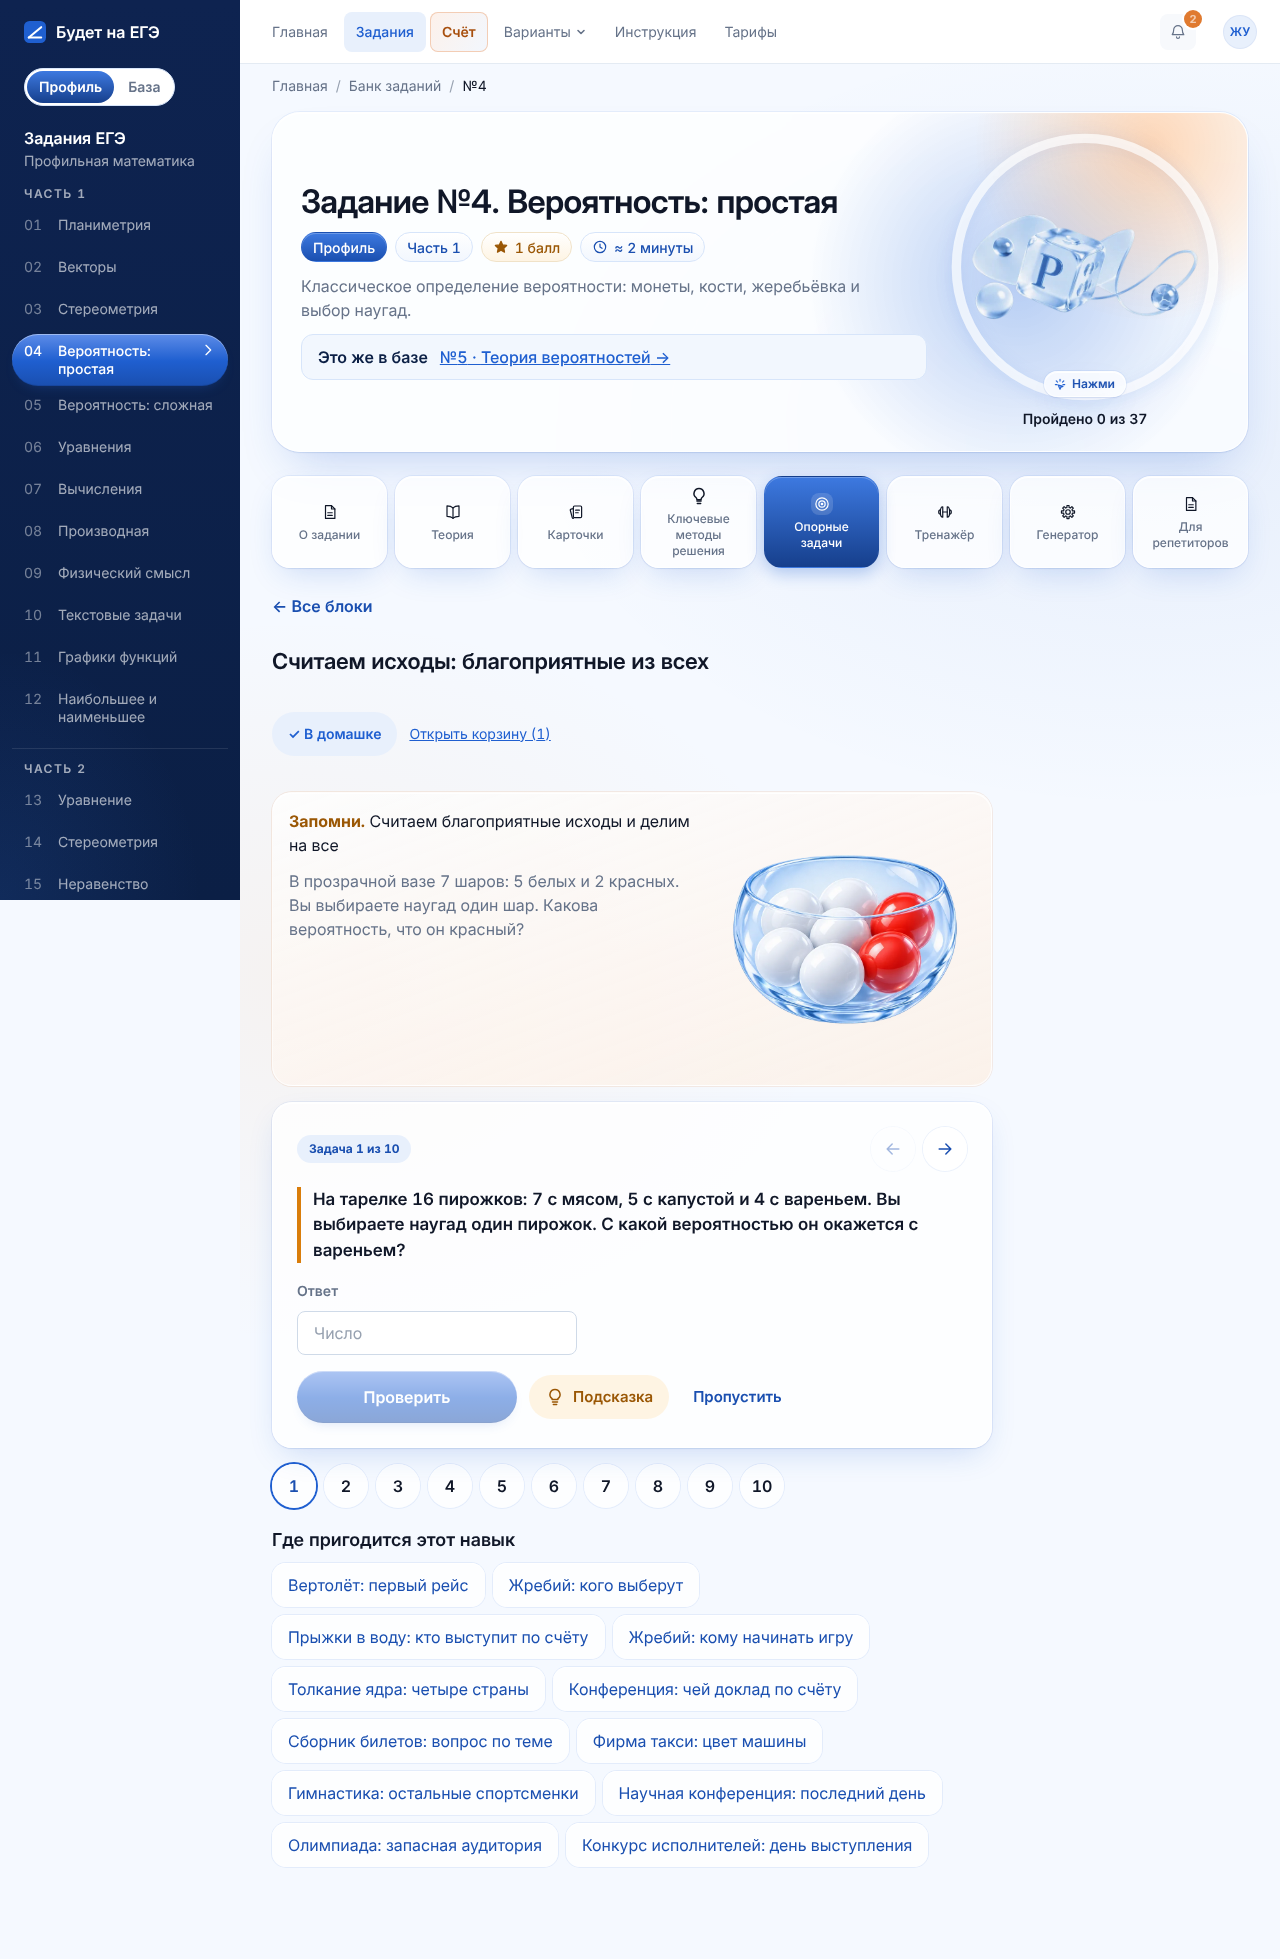 Будет на ЕГЭ
Профиль
База
Задания ЕГЭ
Профильная математика
ЧАСТЬ 1
01 Планиметрия
02 Векторы
03 Стереометрия
04 Вероятность:
простая
05 Вероятность: сложная
06 Уравнения
07 Вычисления
08 Производная
09 Физический смысл
10 Текстовые задачи
11 Графики функций
12 Наибольшее и
наименьшее
ЧАСТЬ 2
13 Уравнение
14 Стереометрия
15 Неравенство
Главная
Задания
Счёт
Варианты
Инструкция
Тарифы
2
ЖУ
Главная / Банк заданий / №4
Задание №4. Вероятность: простая
Профиль
Часть 1
1 балл
≈ 2 минуты
Классическое определение вероятности: монеты, кости, жеребьёвка и
выбор наугад.
Это же в базе №5 · Теория вероятностей →
P
Нажми
Пройдено 0 из 37
О задании
Теория
Карточки
Ключевые
методы
решения
Опорные
задачи
Тренажёр
Генератор
Для
репетиторов
← Все блоки
Считаем исходы: благоприятные из всех
✓ В домашке
Открыть корзину (1)
Запомни. Считаем благоприятные исходы и делим
на все
В прозрачной вазе 7 шаров: 5 белых и 2 красных.
Вы выбираете наугад один шар. Какова
вероятность, что он красный?
Задача 1 из 10
← →
На тарелке 16 пирожков: 7 с мясом, 5 с капустой и 4 с вареньем. Вы
выбираете наугад один пирожок. С какой вероятностью он окажется с
вареньем?
Ответ
Число
Проверить
Подсказка
Пропустить
1 2 3 4 5 6 7 8 9 10
Где пригодится этот навык
Вертолёт: первый рейс
Жребий: кого выберут
Прыжки в воду: кто выступит по счёту
Жребий: кому начинать игру
Толкание ядра: четыре страны
Конференция: чей доклад по счёту
Сборник билетов: вопрос по теме
Фирма такси: цвет машины
Гимнастика: остальные спортсменки
Научная конференция: последний день
Олимпиада: запасная аудитория
Конкурс исполнителей: день выступления